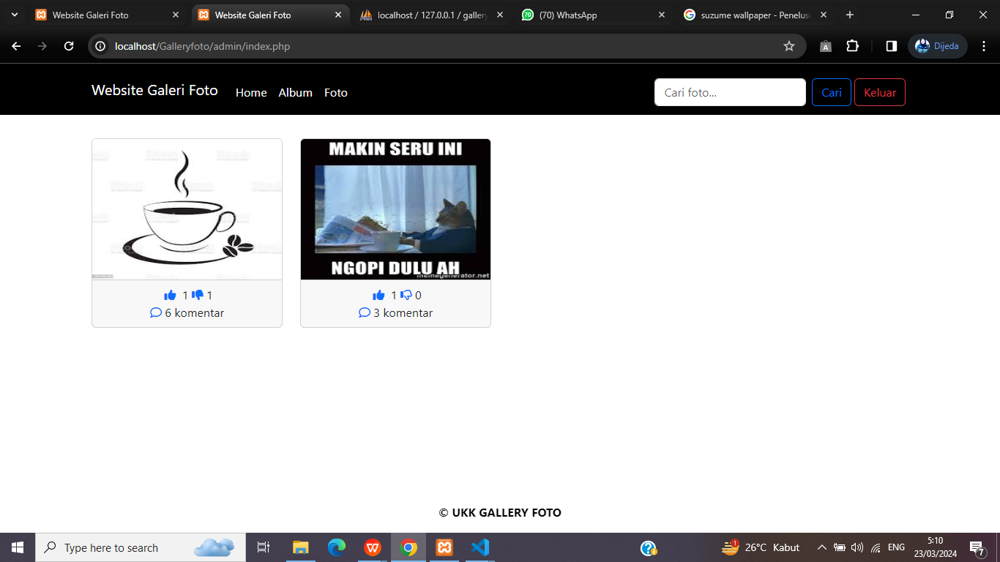 Website Galeri Foto
Website Galeri Foto
localhost / 127.0.0.1 / gallery
(70) WhatsApp
suzume wallpaper - Penelusu
localhost/Galleryfoto/admin/index.php
Dijeda
Website Galeri Foto
Home
Album
Foto
Cari foto...
Cari
Keluar
MAKIN SERU INI
NGOPI DULU AH
memegenerator.net
1 1
6 komentar
1 0
3 komentar
© UKK GALLERY FOTO
Type here to search
1
26°C Kabut
ENG
5:10
23/03/2024
7